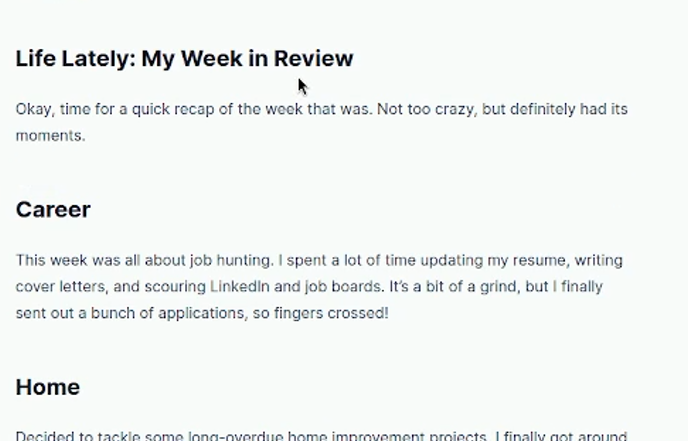 Life Lately: My Week in Review
Okay, time for a quick recap of the week that was. Not too crazy, but definitely had its
moments.
Career
This week was all about job hunting. I spent a lot of time updating my resume, writing
cover letters, and scouring LinkedIn and job boards. It’s a bit of a grind, but I finally
sent out a bunch of applications, so fingers crossed!
Home
Decided to tackle some long-overdue home improvement projects. I finally got around